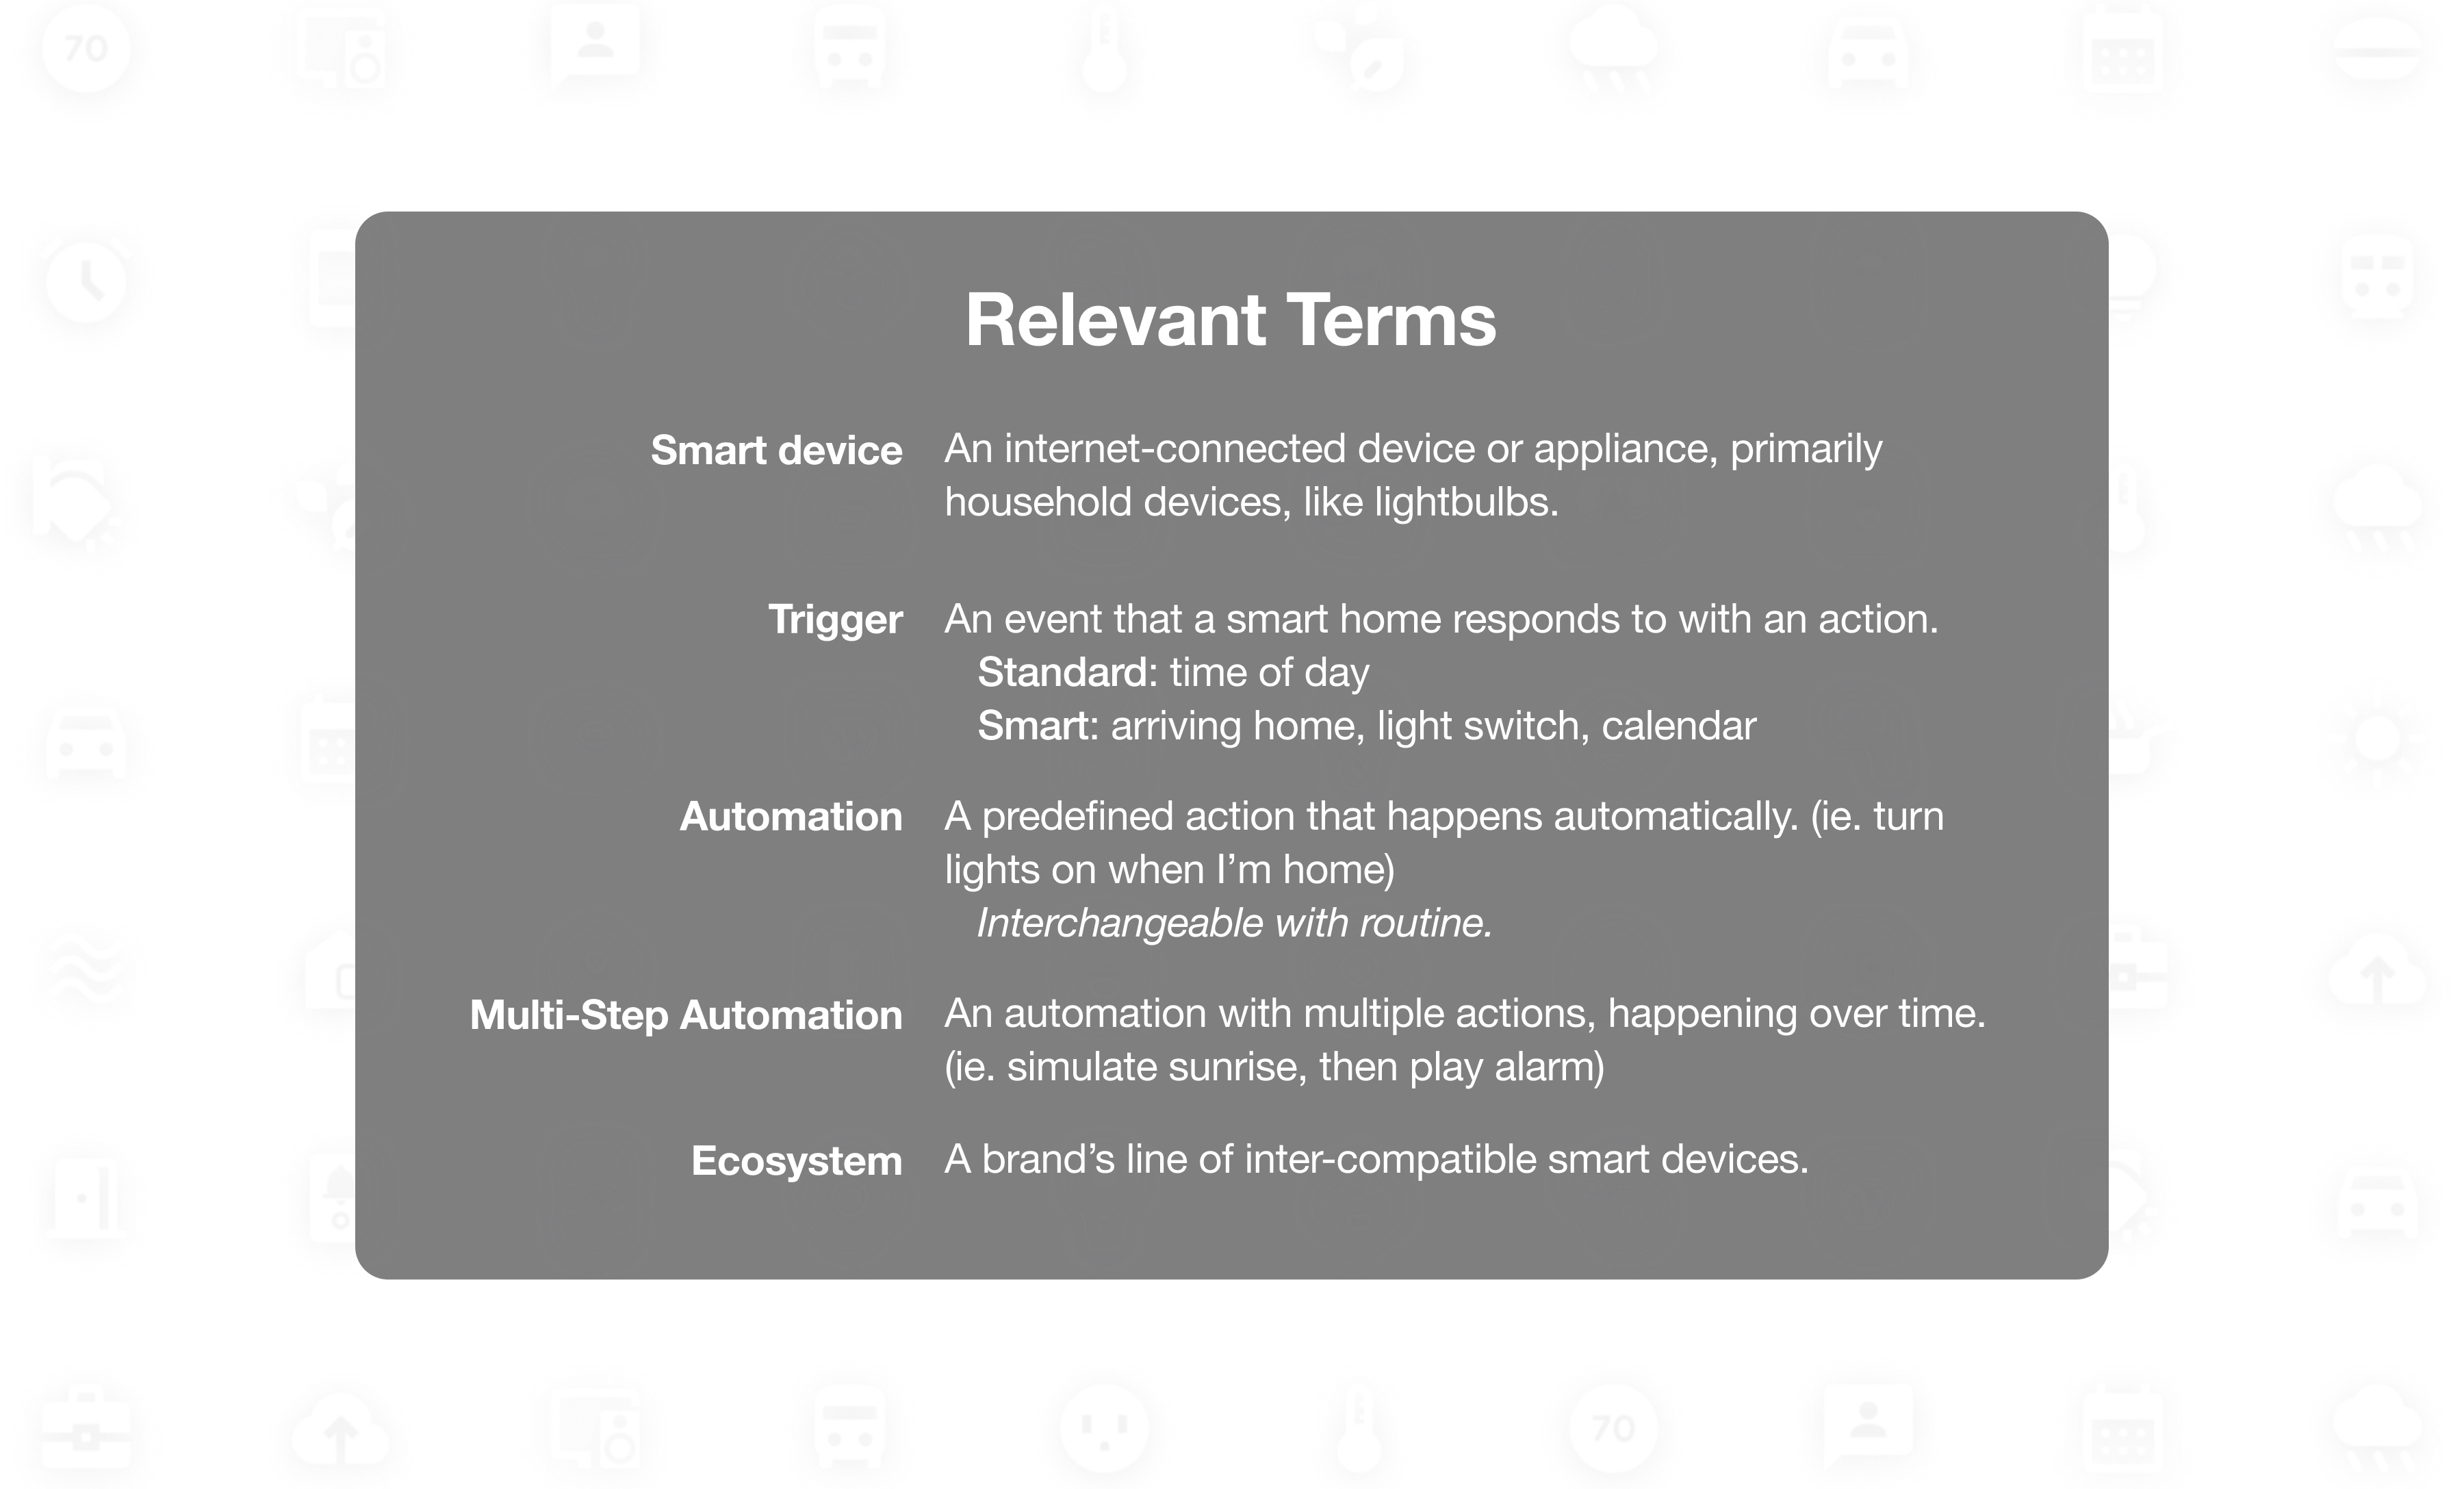 70
Relevant Terms
Smart device An internet-connected device or appliance, primarily
household devices, like lightbulbs.
Trigger An event that a smart home responds to with an action.
Standard: time of day
Smart: arriving home, light switch, calendar
Automation A predefined action that happens automatically. (ie. turn
lights on when I’m home)
Interchangeable with routine.
Multi-Step Automation An automation with multiple actions, happening over time.
(ie. simulate sunrise, then play alarm)
Ecosystem A brand’s line of inter-compatible smart devices.
70